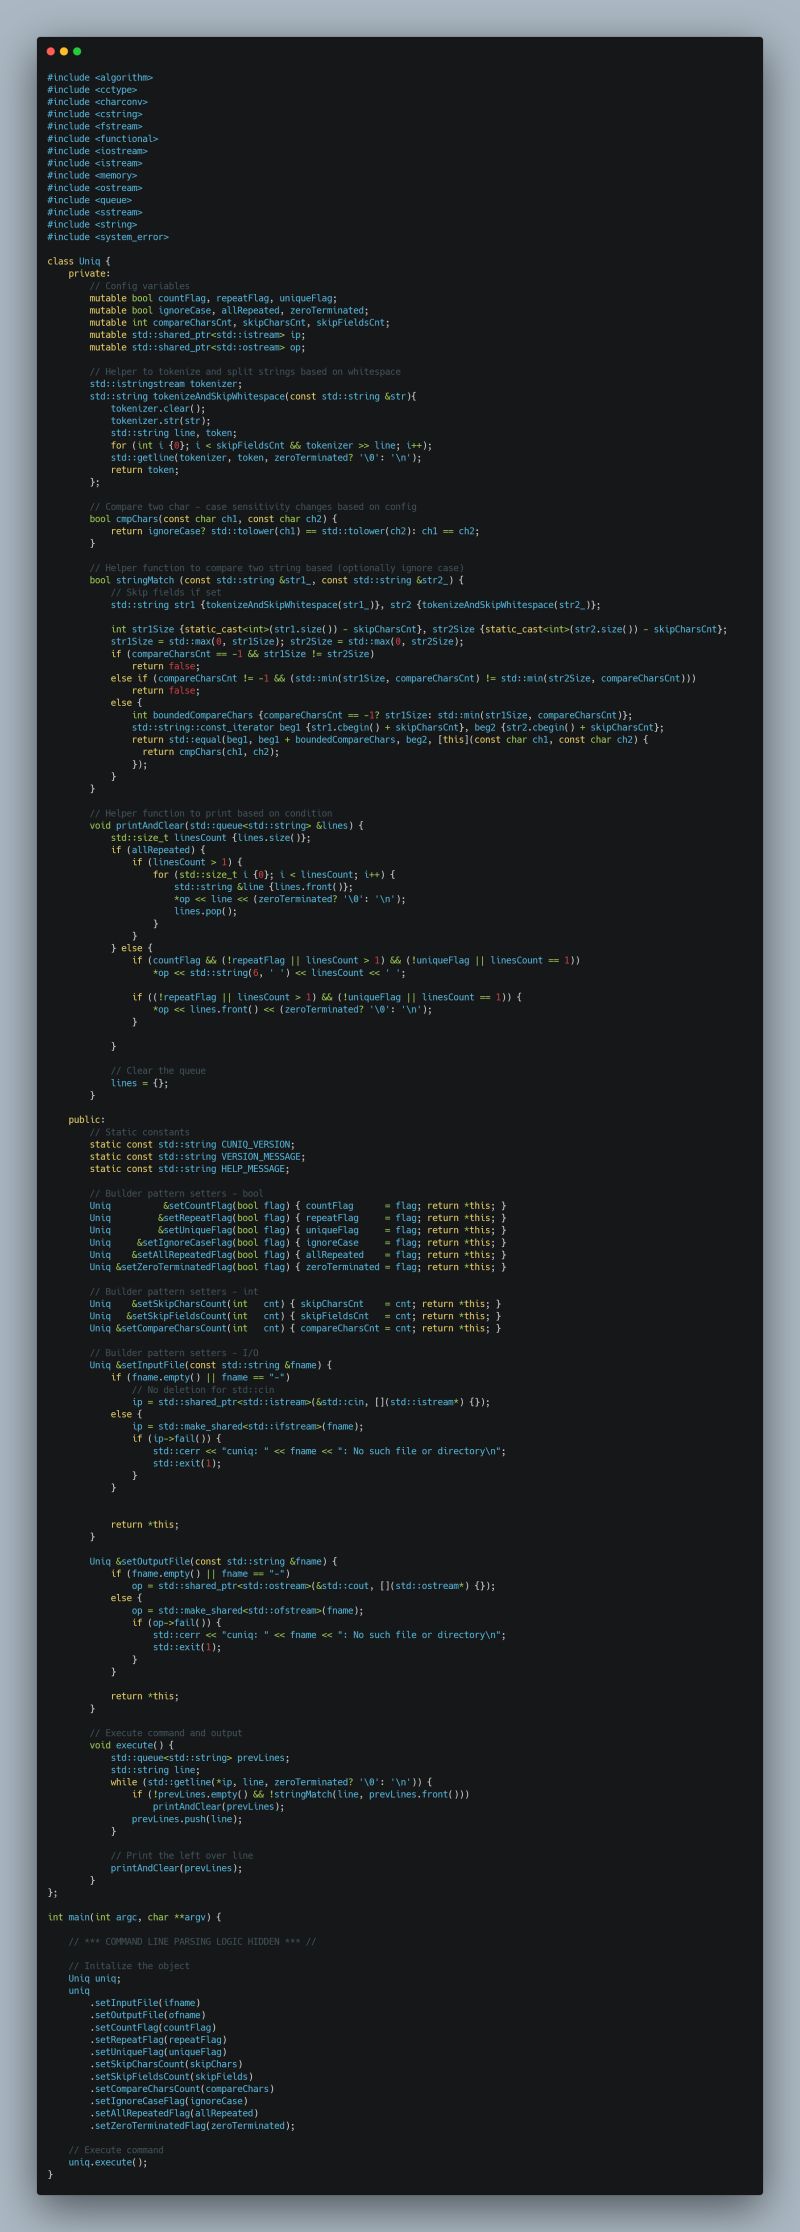 #include <algorithm>
#include <cctype>
#include <charconv>
#include <cstring>
#include <fstream>
#include <functional>
#include <iostream>
#include <istream>
#include <memory>
#include <ostream>
#include <queue>
#include <sstream>
#include <string>
#include <system_error>
class Uniq {
private:
// Config variables
mutable bool countFlag, repeatFlag, uniqueFlag;
mutable bool ignoreCase, allRepeated, zeroTerminated;
mutable int compareCharsCnt, skipCharsCnt, skipFieldsCnt;
mutable std::shared_ptr<std::istream> ip;
mutable std::shared_ptr<std::ostream> op;
// Helper to tokenize and split strings based on whitespace
std::istringstream tokenizer;
std::string tokenizeAndSkipWhitespace(const std::string &str){
tokenizer.clear();
tokenizer.str(str);
std::string line, token;
for (int i {0}; i < skipFieldsCnt && tokenizer >> line; i++);
std::getline(tokenizer, token, zeroTerminated? '\0': '\n');
return token;
};
// Compare two char - case sensitivity changes based on config
bool cmpChars(const char ch1, const char ch2) {
return ignoreCase? std::tolower(ch1) == std::tolower(ch2): ch1 == ch2;
}
// Helper function to compare two string based (optionally ignore case)
bool stringMatch (const std::string &str1_, const std::string &str2_) {
// Skip fields if set
std::string str1 {tokenizeAndSkipWhitespace(str1_)}, str2 {tokenizeAndSkipWhitespace(str2_)};
int str1Size {static_cast<int>(str1.size()) - skipCharsCnt}, str2Size {static_cast<int>(str2.size()) - skipCharsCnt};
str1Size = std::max(0, str1Size); str2Size = std::max(0, str2Size);
if (compareCharsCnt == -1 && str1Size != str2Size)
return false;
else if (compareCharsCnt != -1 && (std::min(str1Size, compareCharsCnt) != std::min(str2Size, compareCharsCnt)))
return false;
else {
int boundedCompareChars {compareCharsCnt == -1? str1Size: std::min(str1Size, compareCharsCnt)};
std::string::const_iterator beg1 {str1.cbegin() + skipCharsCnt}, beg2 {str2.cbegin() + skipCharsCnt};
return std::equal(beg1, beg1 + boundedCompareChars, beg2, [this](const char ch1, const char ch2) {
return cmpChars(ch1, ch2);
});
}
}
// Helper function to print based on condition
void printAndClear(std::queue<std::string> &lines) {
std::size_t linesCount {lines.size()};
if (allRepeated) {
if (linesCount > 1) {
for (std::size_t i {0}; i < linesCount; i++) {
std::string &line {lines.front()};
*op << line << (zeroTerminated? '\0': '\n');
lines.pop();
}
}
} else {
if (countFlag && (!repeatFlag || linesCount > 1) && (!uniqueFlag || linesCount == 1))
*op << std::string(6, ' ') << linesCount << ' ';
if ((!repeatFlag || linesCount > 1) && (!uniqueFlag || linesCount == 1)) {
*op << lines.front() << (zeroTerminated? '\0': '\n');
}
}
// Clear the queue
lines = {};
}
public:
// Static constants
static const std::string CUNIQ_VERSION;
static const std::string VERSION_MESSAGE;
static const std::string HELP_MESSAGE;
// Builder pattern setters - bool
Uniq &setCountFlag(bool flag) { countFlag = flag; return *this; }
Uniq &setRepeatFlag(bool flag) { repeatFlag = flag; return *this; }
Uniq &setUniqueFlag(bool flag) { uniqueFlag = flag; return *this; }
Uniq &setIgnoreCaseFlag(bool flag) { ignoreCase = flag; return *this; }
Uniq &setAllRepeatedFlag(bool flag) { allRepeated = flag; return *this; }
Uniq &setZeroTerminatedFlag(bool flag) { zeroTerminated = flag; return *this; }
// Builder pattern setters - int
Uniq &setSkipCharsCount(int cnt) { skipCharsCnt = cnt; return *this; }
Uniq &setSkipFieldsCount(int cnt) { skipFieldsCnt = cnt; return *this; }
Uniq &setCompareCharsCount(int cnt) { compareCharsCnt = cnt; return *this; }
// Builder pattern setters - I/O
Uniq &setInputFile(const std::string &fname) {
if (fname.empty() || fname == "-")
// No deletion for std::cin
ip = std::shared_ptr<std::istream>(&std::cin, [](std::istream*) {});
else {
ip = std::make_shared<std::ifstream>(fname);
if (ip->fail()) {
std::cerr << "cuniq: " << fname << ": No such file or directory\n";
std::exit(1);
}
}
return *this;
}
Uniq &setOutputFile(const std::string &fname) {
if (fname.empty() || fname == "-")
op = std::shared_ptr<std::ostream>(&std::cout, [](std::ostream*) {});
else {
op = std::make_shared<std::ofstream>(fname);
if (op->fail()) {
std::cerr << "cuniq: " << fname << ": No such file or directory\n";
std::exit(1);
}
}
return *this;
}
// Execute command and output
void execute() {
std::queue<std::string> prevLines;
std::string line;
while (std::getline(*ip, line, zeroTerminated? '\0': '\n')) {
if (!prevLines.empty() && !stringMatch(line, prevLines.front()))
printAndClear(prevLines);
prevLines.push(line);
}
// Print the left over line
printAndClear(prevLines);
}
};
int main(int argc, char **argv) {
// *** COMMAND LINE PARSING LOGIC HIDDEN *** //
// Initalize the object
Uniq uniq;
uniq
.setInputFile(ifname)
.setOutputFile(ofname)
.setCountFlag(countFlag)
.setRepeatFlag(repeatFlag)
.setUniqueFlag(uniqueFlag)
.setSkipCharsCount(skipChars)
.setSkipFieldsCount(skipFields)
.setCompareCharsCount(compareChars)
.setIgnoreCaseFlag(ignoreCase)
.setAllRepeatedFlag(allRepeated)
.setZeroTerminatedFlag(zeroTerminated);
// Execute command
uniq.execute();
}